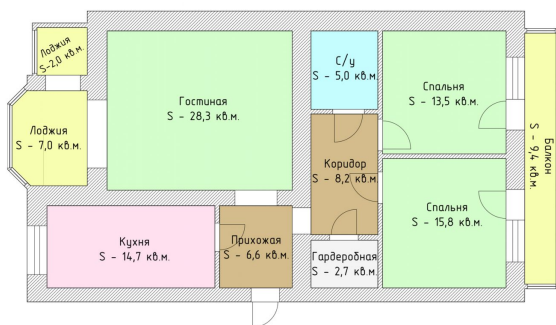 Лоджия
S-2,0 кв.м.
Лоджия
S - 7,0 кв.м.
Гостиная
S - 28,3 кв.м.
С/у
S - 5,0 кв.м.
Спальня
S - 13,5 кв.м.
Балкон
S - 9,4 кв.м.
Коридор
S - 8,2 кв.м.
Спальня
S - 15,8 кв.м.
Кухня
S - 14,7 кв.м.
Прихожая
S - 6,6 кв.м.
Гардеробная
S - 2,7 кв.м.